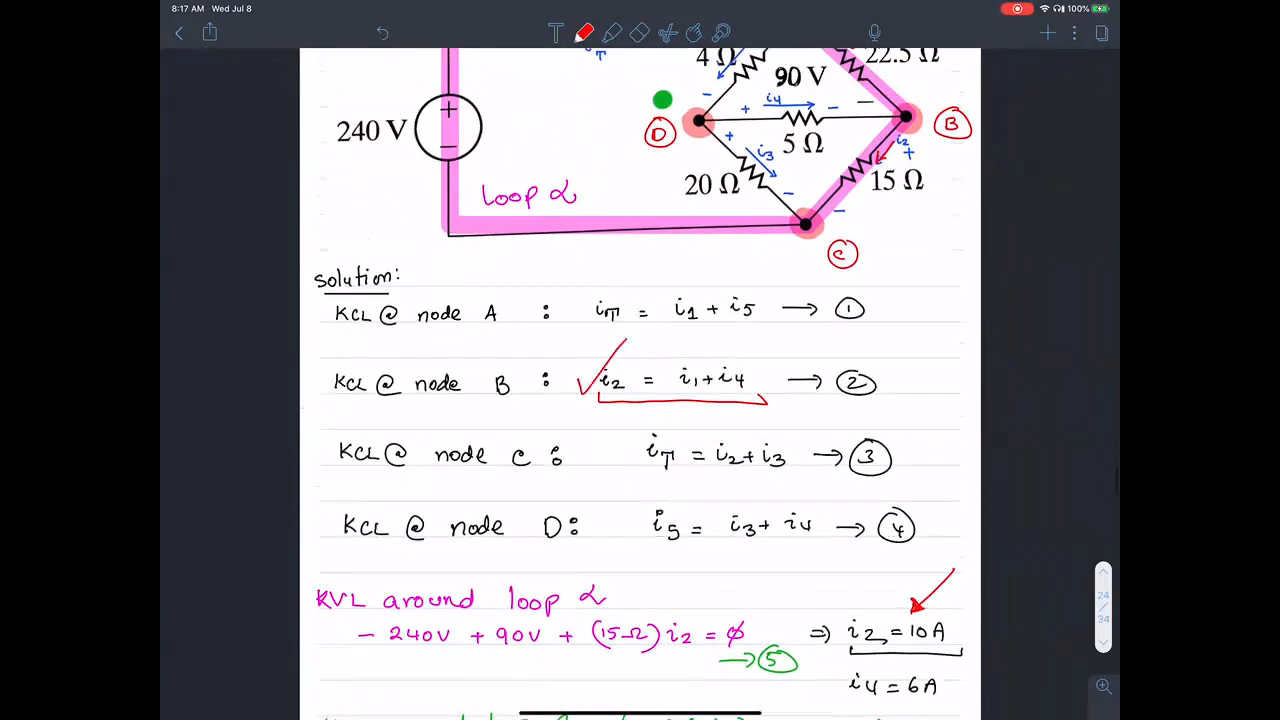 8:17 AM Wed Jul 8
100%
T
i T
4 Ω
22.5 Ω
90 V
240 V
+
−
−
+ i4 −
−
D
B
5 Ω
+
i3
i2
+
20 Ω
15 Ω
−
−
loop α
C
solution:
KCL @ node A : iT = i1 + i5 → 1
KCL @ node B : i2 = i1 + i4 → 2
KCL @ node C : iT = i2 + i3 → 3
KCL @ node D : i5 = i3 + i4 → 4
KVL around loop α
− 240V + 90V + (15Ω) i2 = ϕ ⇒ i2 = 10A
→ 5
i4 = 6A
24
34